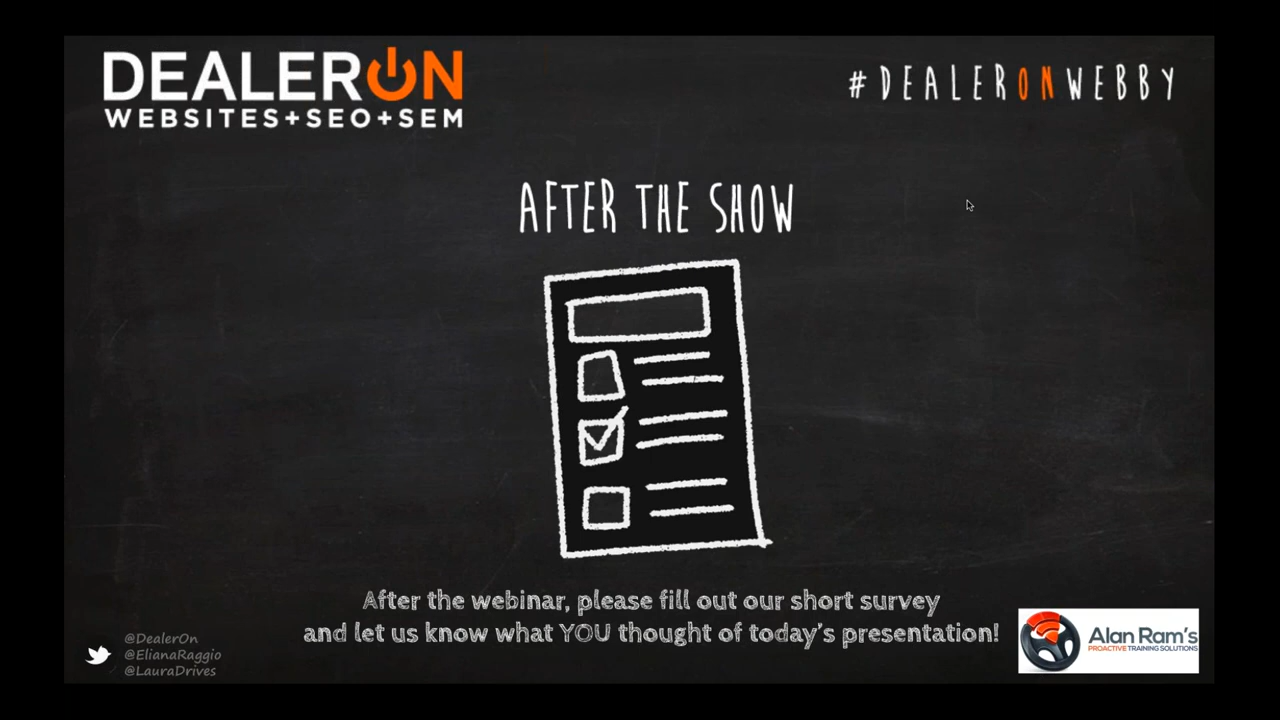 DEALERON
WEBSITES+SEO+SEM
#DEALERONWEBBY
AFTER THE SHOW
After the webinar, please fill out our short survey
and let us know what YOU thought of today's presentation!
@DealerOn
@ElianaRaggio
@LauraDrives
Alan Ram's
PROACTIVE TRAINING SOLUTIONS